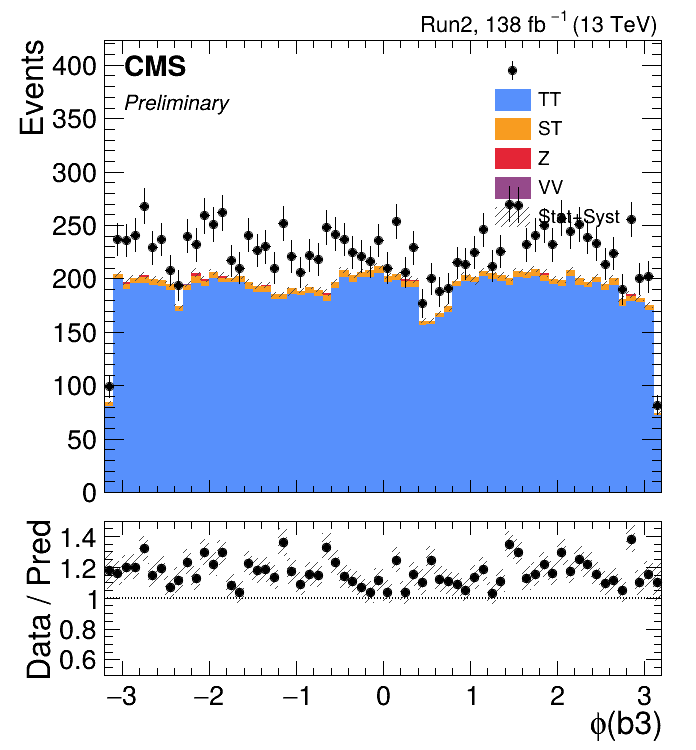 Run2, 138 fb⁻¹ (13 TeV)
CMS
Preliminary
TT
ST
Z
VV
Stat+Syst
Events
400
350
300
250
200
150
100
50
0
Data / Pred
1.4
1.2
1
0.8
0.6
−3 −2 −1 0 1 2 3
ϕ(b3)